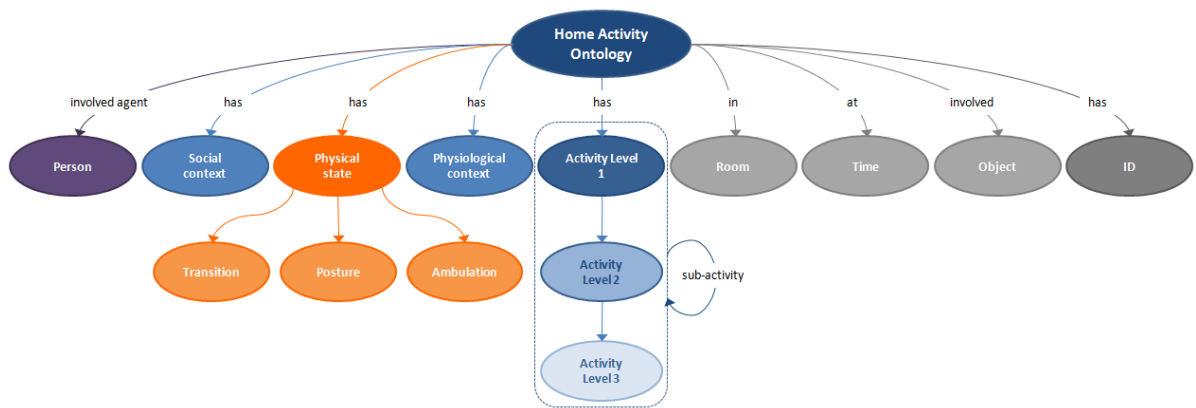 Home Activity
Ontology
involved agent
has
has
has
has
in
at
involved
has
Person
Social
context
Physical
state
Physiological
context
Activity Level
1
Room
Time
Object
ID
Transition
Posture
Ambulation
Activity
Level 2
sub-activity
Activity
Level 3